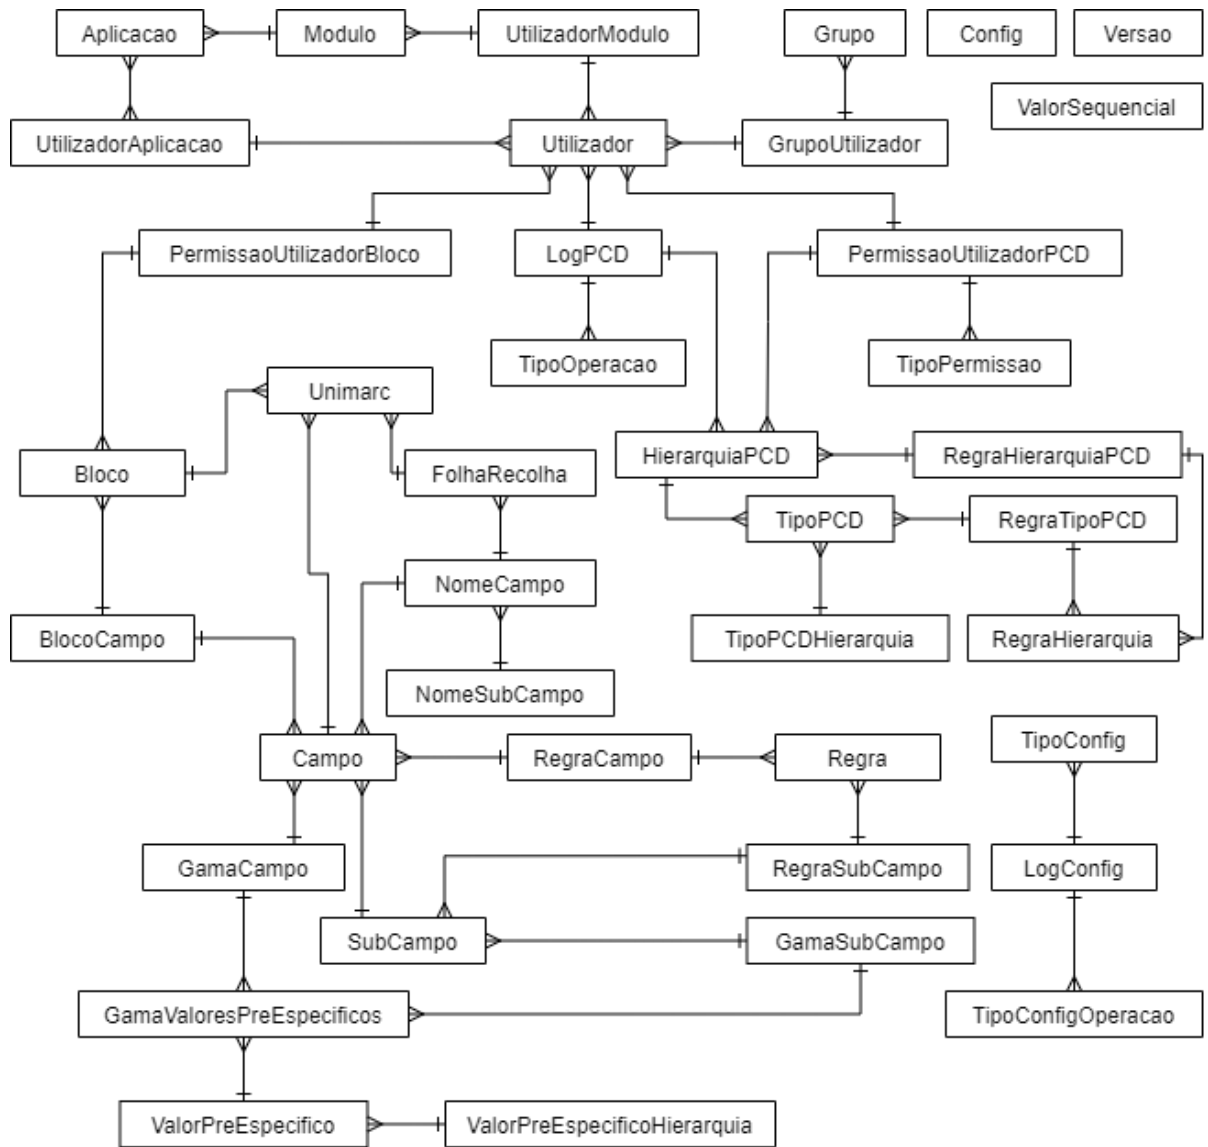 Aplicacao
Modulo
UtilizadorModulo
Grupo
Config
Versao
ValorSequencial
UtilizadorAplicacao
Utilizador
GrupoUtilizador
PermissaoUtilizadorBloco
LogPCD
PermissaoUtilizadorPCD
TipoOperacao
TipoPermissao
Unimarc
HierarquiaPCD
RegraHierarquiaPCD
Bloco
FolhaRecolha
TipoPCD
RegraTipoPCD
NomeCampo
BlocoCampo
TipoPCDHierarquia
RegraHierarquia
NomeSubCampo
TipoConfig
Campo
RegraCampo
Regra
GamaCampo
RegraSubCampo
LogConfig
SubCampo
GamaSubCampo
GamaValoresPreEspecificos
TipoConfigOperacao
ValorPreEspecifico
ValorPreEspecificoHierarquia